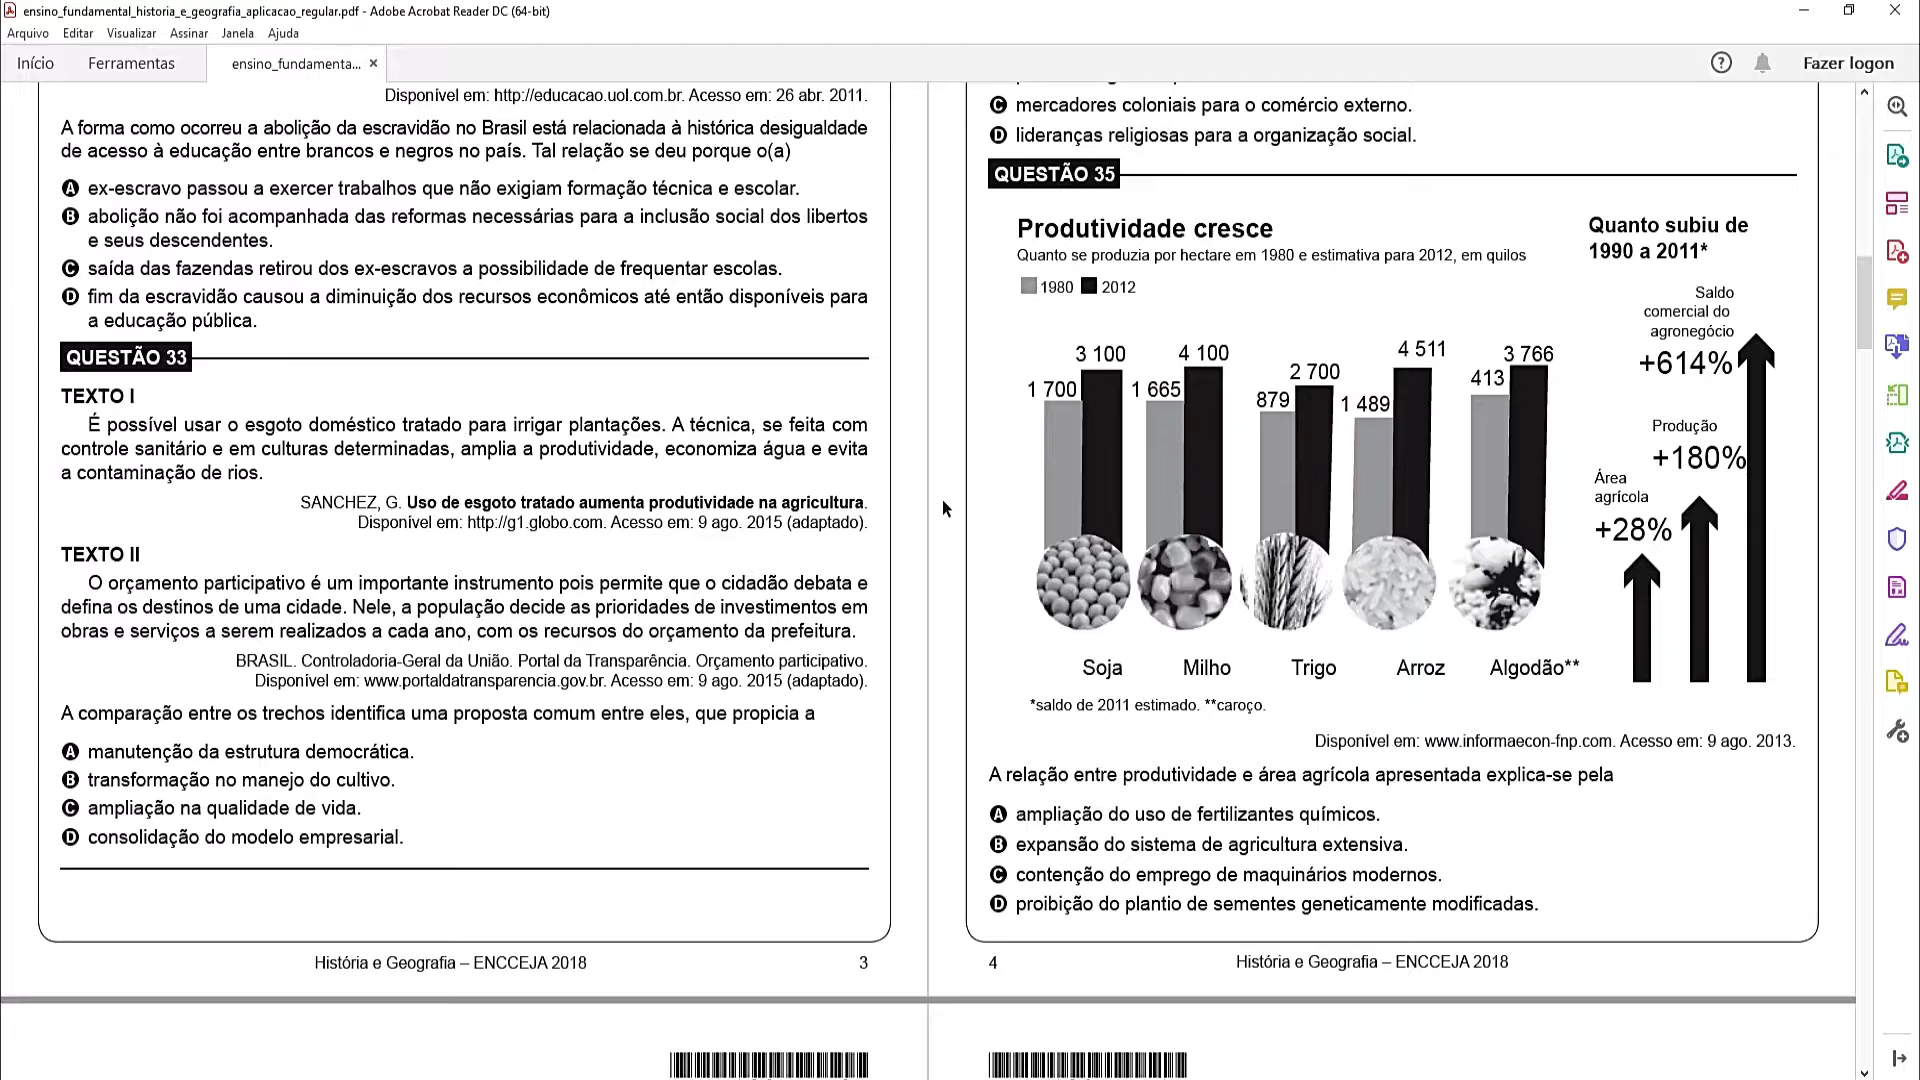 ensino_fundamental_historia_e_geografia_aplicacao_regular.pdf - Adobe Acrobat Reader DC (64-bit)
Arquivo Editar Visualizar Assinar Janela Ajuda
Início Ferramentas ensino_fundamenta... × Fazer logon
Disponível em: http://educacao.uol.com.br. Acesso em: 26 abr. 2011.
A forma como ocorreu a abolição da escravidão no Brasil está relacionada à histórica desigualdade
de acesso à educação entre brancos e negros no país. Tal relação se deu porque o(a)
A ex-escravo passou a exercer trabalhos que não exigiam formação técnica e escolar.
B abolição não foi acompanhada das reformas necessárias para a inclusão social dos libertos
e seus descendentes.
C saída das fazendas retirou dos ex-escravos a possibilidade de frequentar escolas.
D fim da escravidão causou a diminuição dos recursos econômicos até então disponíveis para
a educação pública.
QUESTÃO 33
TEXTO I
É possível usar o esgoto doméstico tratado para irrigar plantações. A técnica, se feita com
controle sanitário e em culturas determinadas, amplia a produtividade, economiza água e evita
a contaminação de rios.
SANCHEZ, G. Uso de esgoto tratado aumenta produtividade na agricultura.
Disponível em: http://g1.globo.com. Acesso em: 9 ago. 2015 (adaptado).
TEXTO II
O orçamento participativo é um importante instrumento pois permite que o cidadão debata e
defina os destinos de uma cidade. Nele, a população decide as prioridades de investimentos em
obras e serviços a serem realizados a cada ano, com os recursos do orçamento da prefeitura.
BRASIL. Controladoria-Geral da União. Portal da Transparência. Orçamento participativo.
Disponível em: www.portaldatransparencia.gov.br. Acesso em: 9 ago. 2015 (adaptado).
A comparação entre os trechos identifica uma proposta comum entre eles, que propicia a
A manutenção da estrutura democrática.
B transformação no manejo do cultivo.
C ampliação na qualidade de vida.
D consolidação do modelo empresarial.
História e Geografia – ENCCEJA 2018 3
C mercadores coloniais para o comércio externo.
D lideranças religiosas para a organização social.
QUESTÃO 35
Produtividade cresce
Quanto se produzia por hectare em 1980 e estimativa para 2012, em quilos
1980 2012
1 700 3 100 1 665 4 100 879 2 700 1 489 4 511 413 3 766
Soja Milho Trigo Arroz Algodão**
Quanto subiu de
1990 a 2011*
Saldo
comercial do
agronegócio
+614%
Produção
+180%
Área
agrícola
+28%
*saldo de 2011 estimado. **caroço.
Disponível em: www.informaecon-fnp.com. Acesso em: 9 ago. 2013.
A relação entre produtividade e área agrícola apresentada explica-se pela
A ampliação do uso de fertilizantes químicos.
B expansão do sistema de agricultura extensiva.
C contenção do emprego de maquinários modernos.
D proibição do plantio de sementes geneticamente modificadas.
4 História e Geografia – ENCCEJA 2018